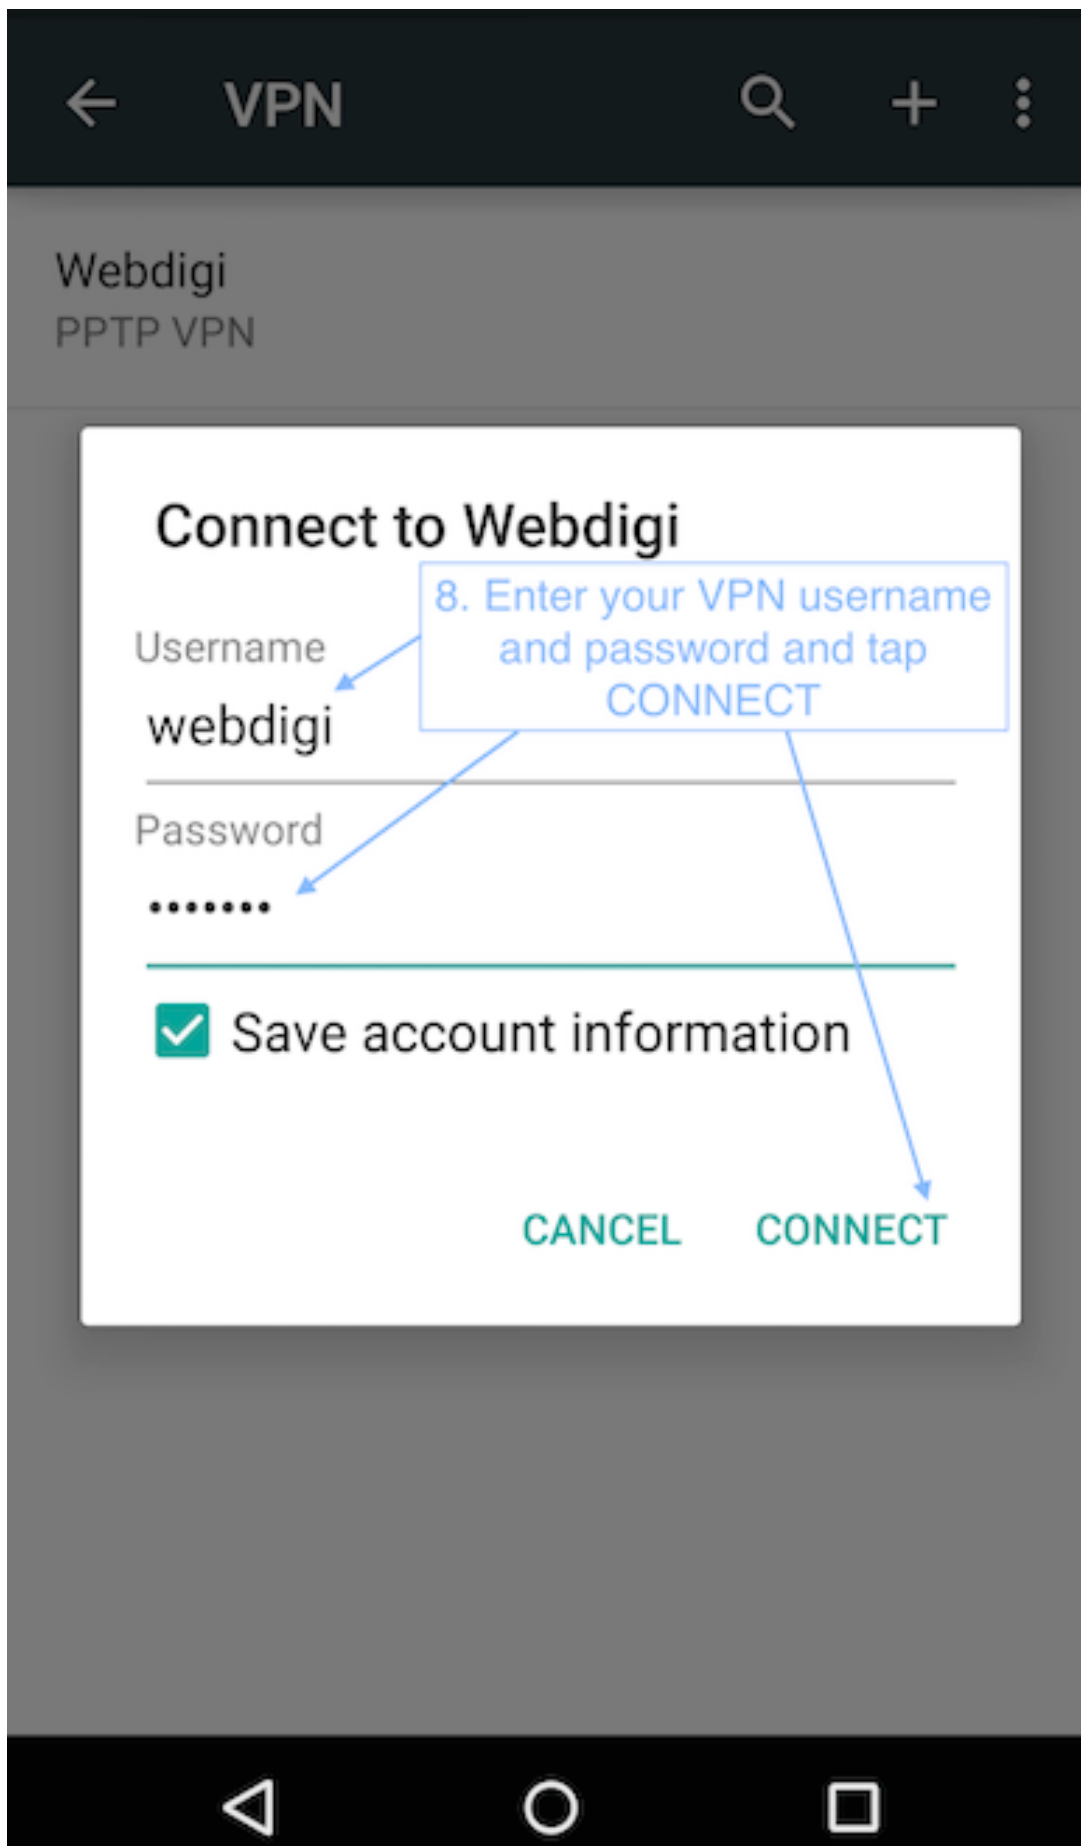 VPN
Webdigi
PPTP VPN
Connect to Webdigi
8. Enter your VPN username
and password and tap
CONNECT
Username
webdigi
Password
•••••••
Save account information
CANCEL CONNECT